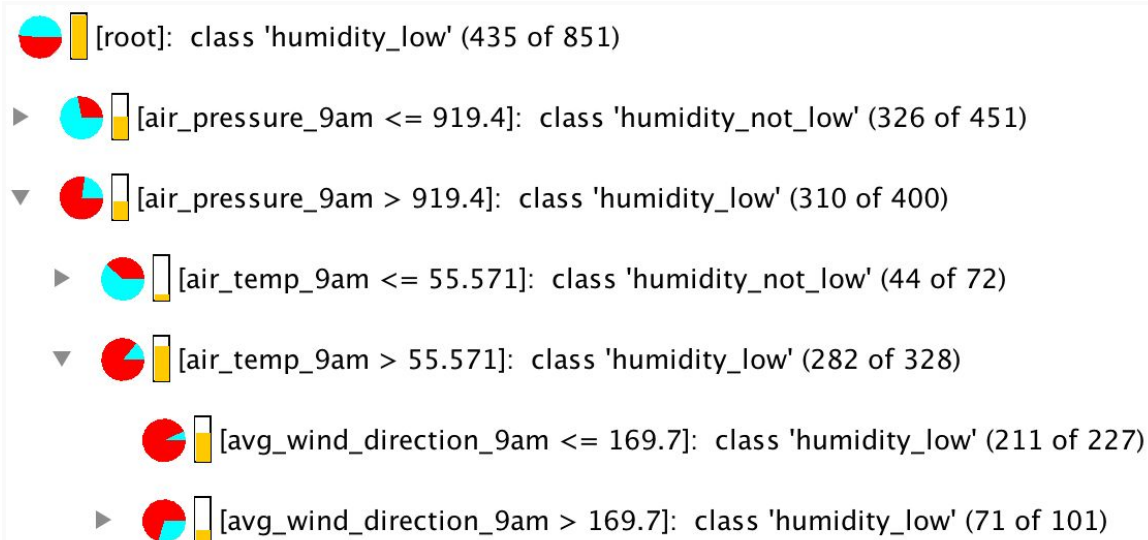 [root]: class 'humidity_low' (435 of 851)
[air_pressure_9am <= 919.4]: class 'humidity_not_low' (326 of 451)
[air_pressure_9am > 919.4]: class 'humidity_low' (310 of 400)
[air_temp_9am <= 55.571]: class 'humidity_not_low' (44 of 72)
[air_temp_9am > 55.571]: class 'humidity_low' (282 of 328)
[avg_wind_direction_9am <= 169.7]: class 'humidity_low' (211 of 227)
[avg_wind_direction_9am > 169.7]: class 'humidity_low' (71 of 101)